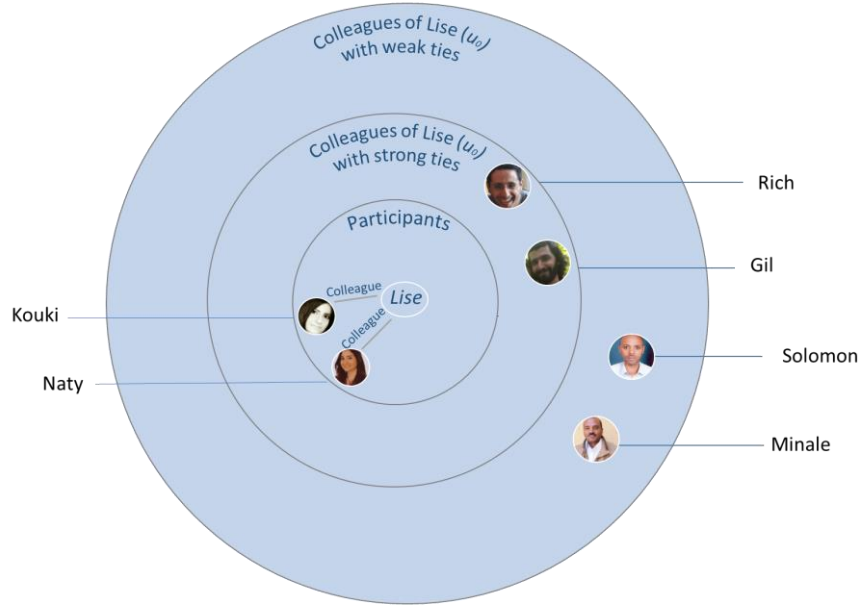 Colleagues of Lise (u₀)
with weak ties
Colleagues of Lise (u₀)
with strong ties
Participants
Rich
Gil
Colleague
Lise
Kouki
Colleague
Solomon
Naty
Minale